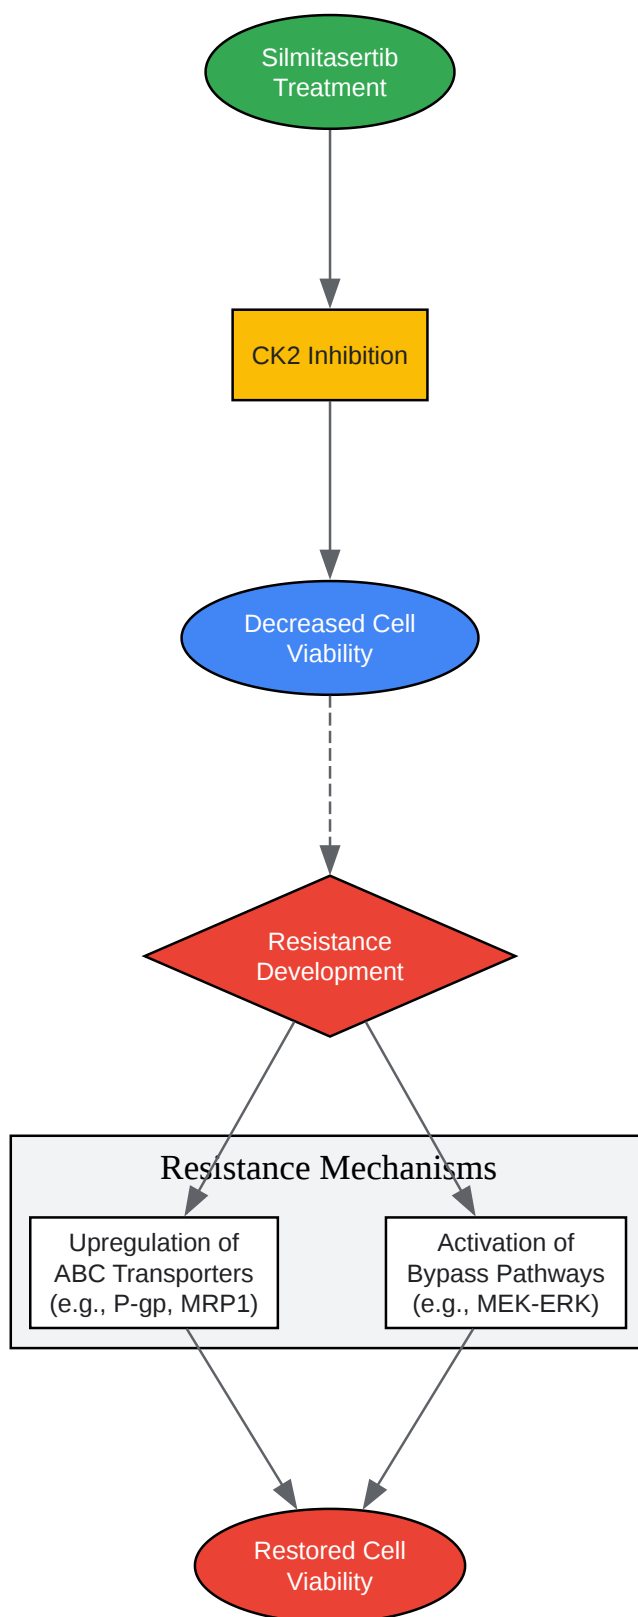 Silmitasertib
Treatment
CK2 Inhibition
Decreased Cell
Viability
Resistance
Development
Resistance Mechanisms
Upregulation of
ABC Transporters
(e.g., P-gp, MRP1)
Activation of
Bypass Pathways
(e.g., MEK-ERK)
Restored Cell
Viability